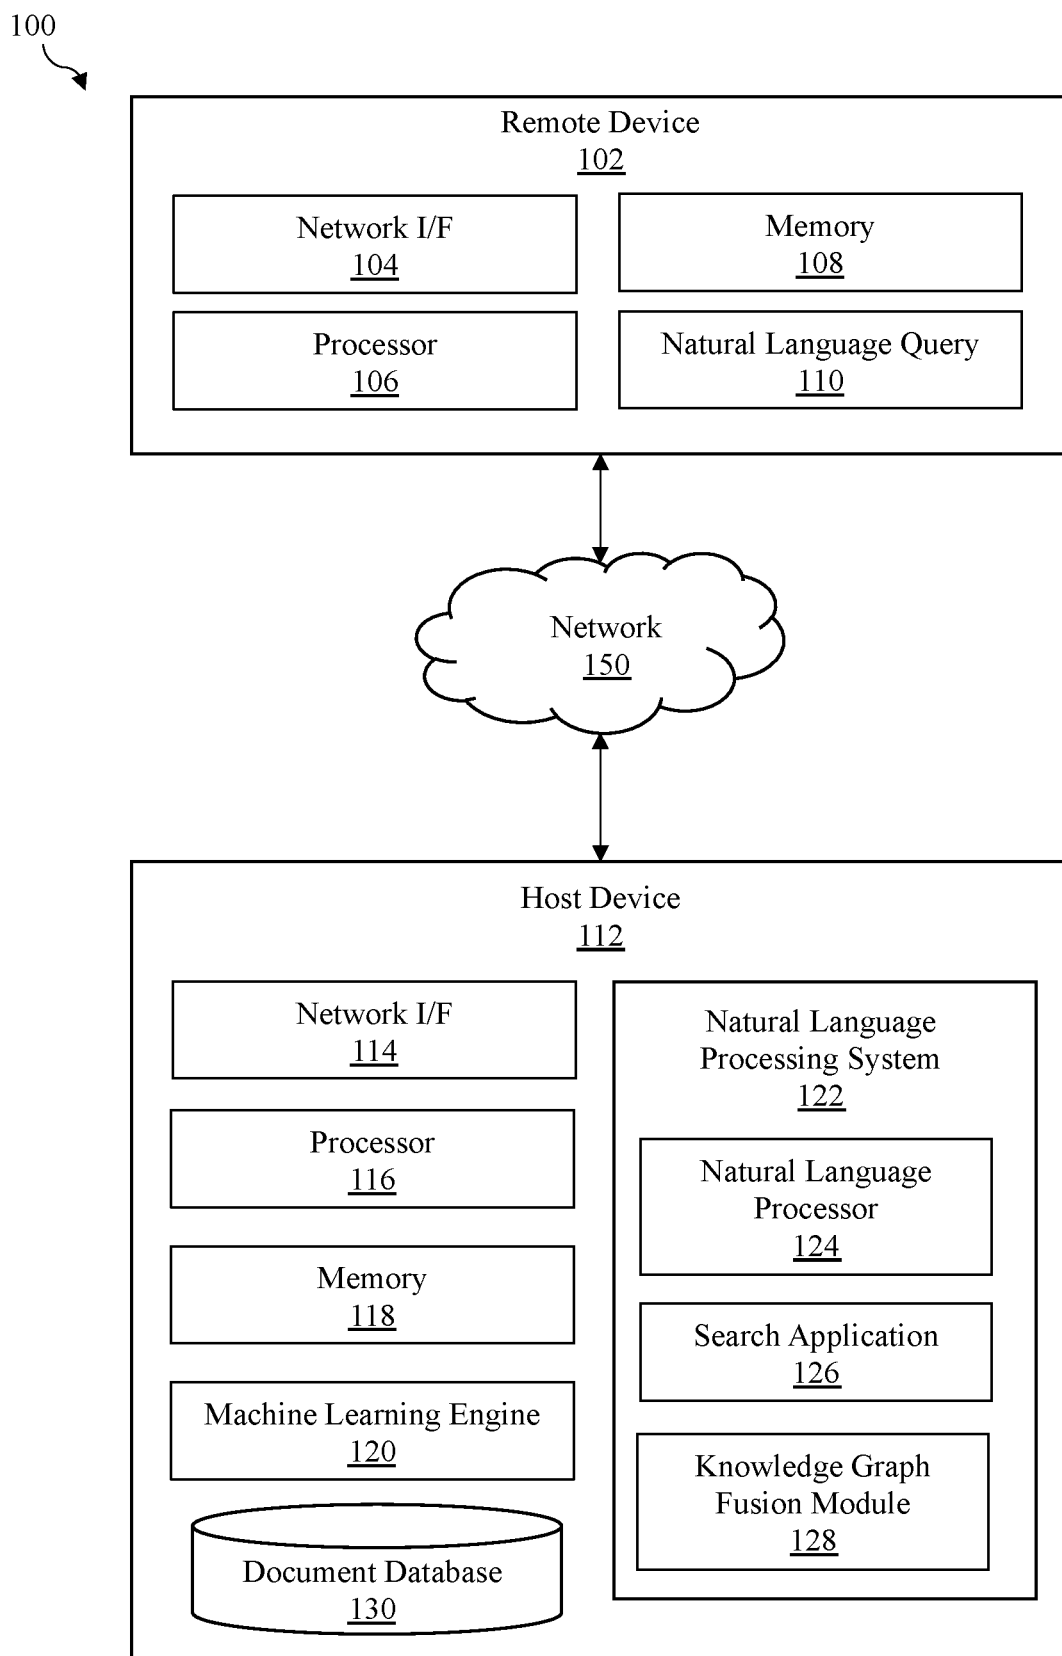 100
Remote Device
102
Network I/F
104
Memory
108
Processor
106
Natural Language Query
110
Network
150
Host Device
112
Network I/F
114
Processor
116
Memory
118
Machine Learning Engine
120
Document Database
130
Natural Language
Processing System
122
Natural Language
Processor
124
Search Application
126
Knowledge Graph
Fusion Module
128